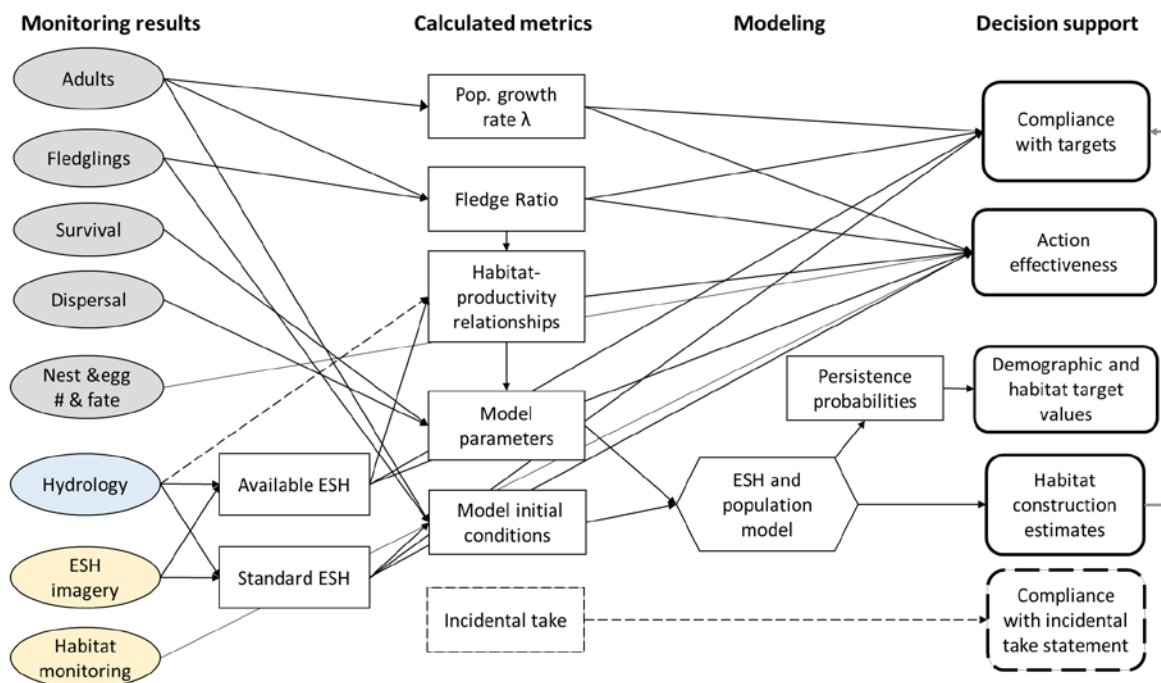 Monitoring results
Calculated metrics
Modeling
Decision support
Adults
Fledglings
Survival
Dispersal
Nest &egg
# & fate
Hydrology
ESH
imagery
Habitat
monitoring
Available ESH
Standard ESH
Pop. growth
rate λ
Fledge Ratio
Habitat-
productivity
relationships
Model
parameters
Model initial
conditions
Incidental take
Persistence
probabilities
ESH and
population
model
Compliance
with targets
Action
effectiveness
Demographic and
habitat target
values
Habitat
construction
estimates
Compliance
with incidental
take statement